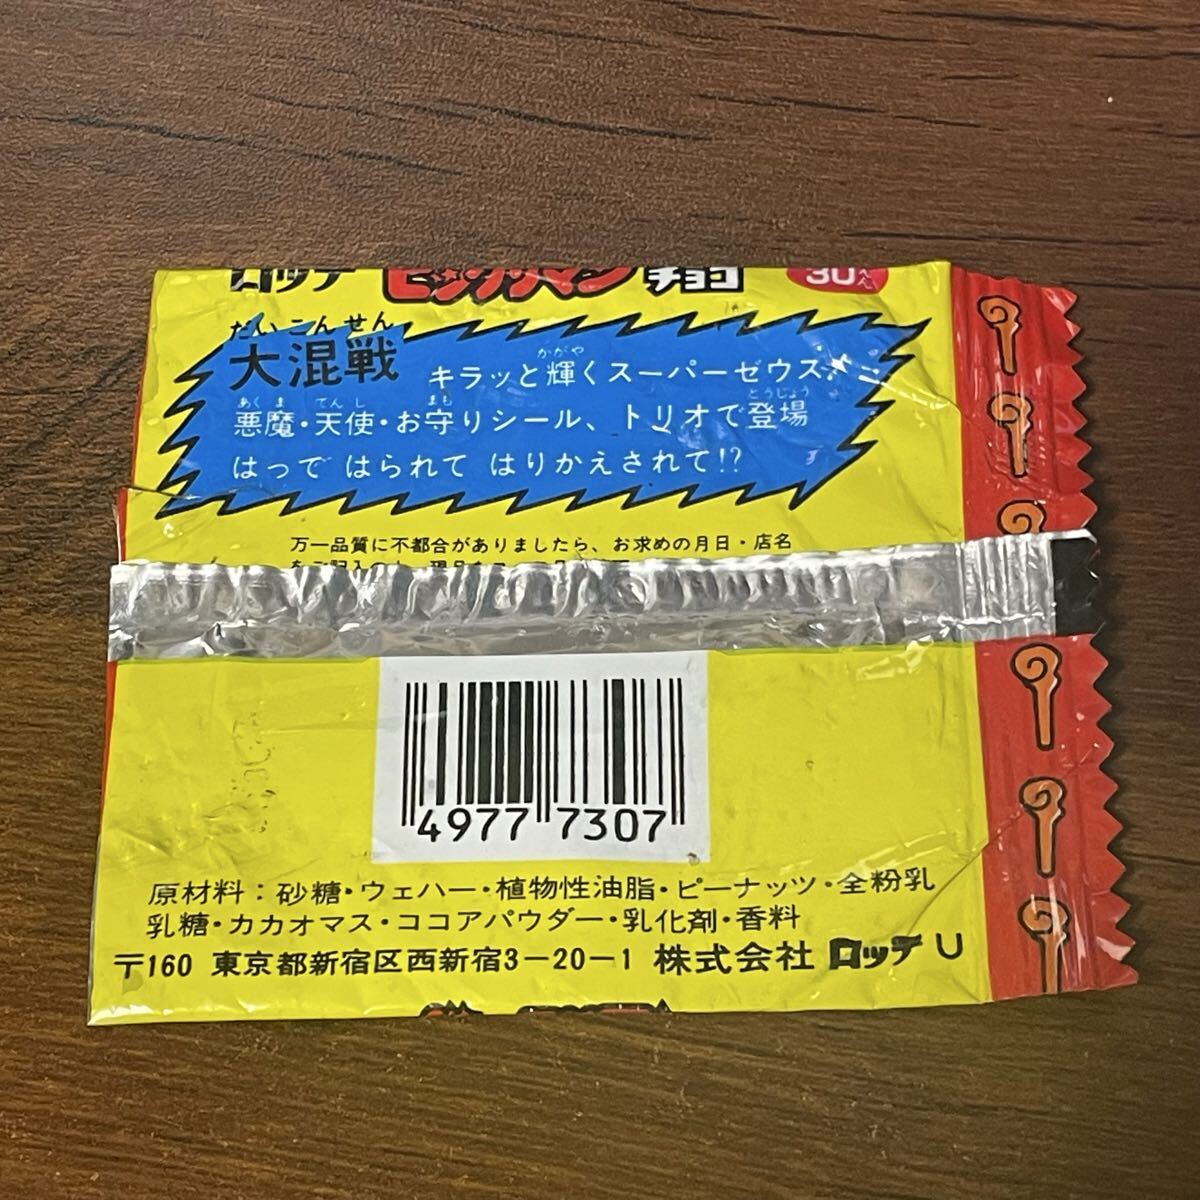 ロッテ ビックリマン チョコ 30えん
だいこんせん
大混戦 キラッと輝くスーパーゼウス!
かがや
あくま てんし まも とうじょう
悪魔・天使・お守りシール、トリオで登場
はって はられて はりかえされて!?
万一品質に不都合がありましたら、お求めの月日・店名
4977 7307
原材料：砂糖・ウェハー・植物性油脂・ピーナッツ・全粉乳
乳糖・カカオマス・ココアパウダー・乳化剤・香料
〒160 東京都新宿区西新宿3-20-1 株式会社 ロッテ U